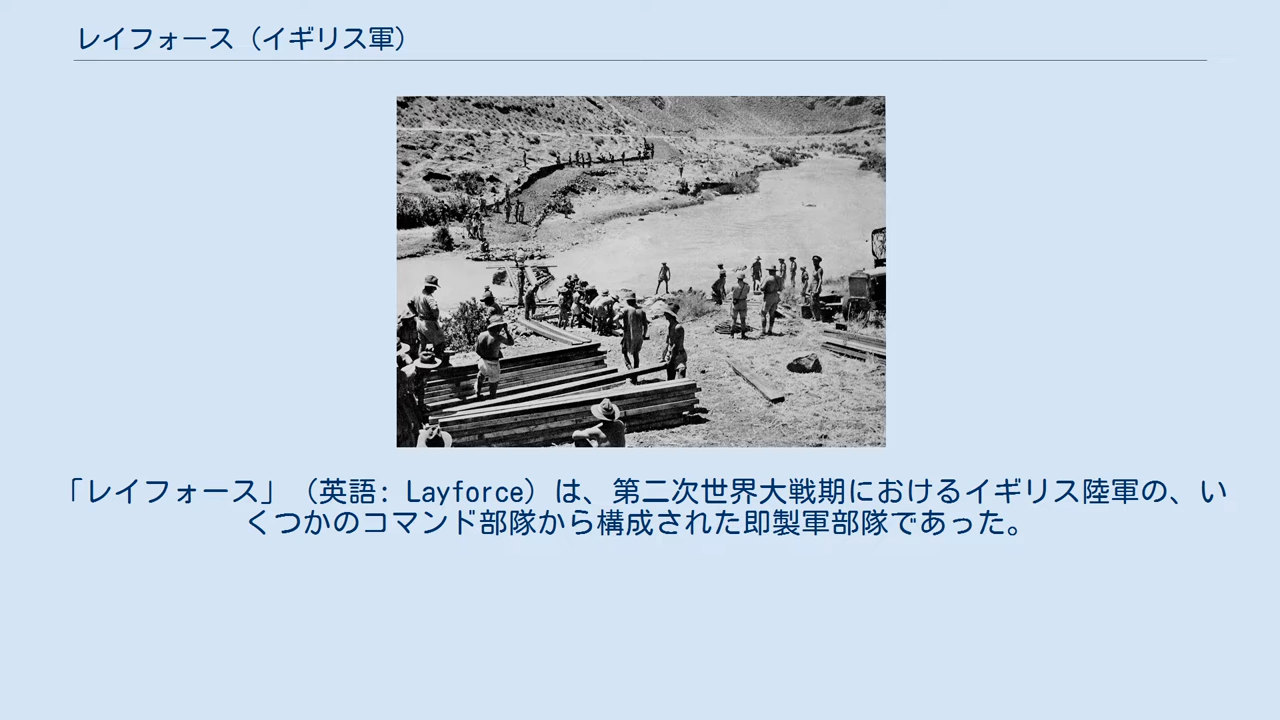 レイフォース（イギリス軍）
「レイフォース」（英語: Layforce）は、第二次世界大戦期におけるイギリス陸軍の、い
くつかのコマンド部隊から構成された即製軍部隊であった。